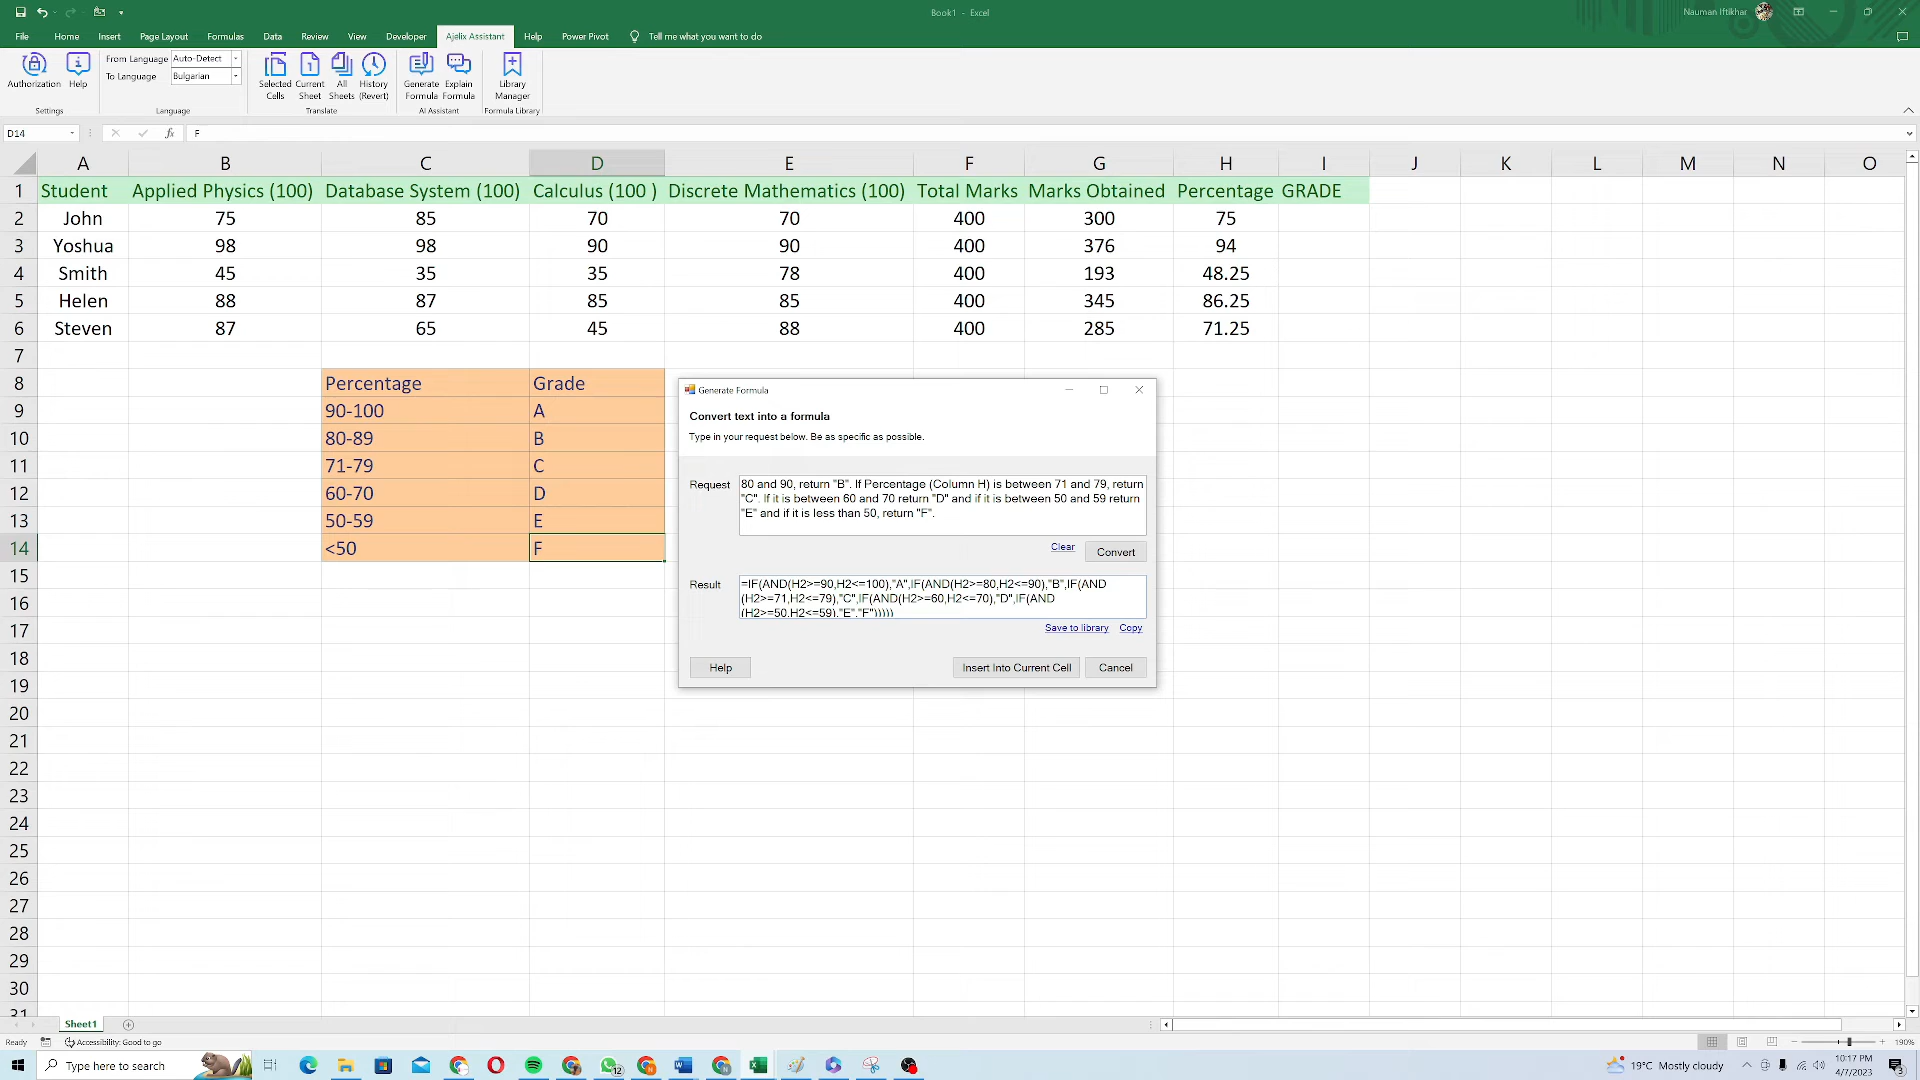 Book1 - Excel
Nauman Iftikhar
File Home Insert Page Layout Formulas Data Review View Developer Ajelix Assistant Help Power Pivot Tell me what you want to do
Authorization Help
Settings
From Language Auto-Detect
To Language Bulgarian
Language
Selected Cells
Current Sheet
All Sheets
History (Revert)
Translate
Generate Formula
Explain Formula
AI Assistant
Library Manager
Formula Library
D14 fx F
A B C D E F G H I J K L M N O
1 Student Applied Physics (100) Database System (100) Calculus (100 ) Discrete Mathematics (100) Total Marks Marks Obtained Percentage GRADE
2 John 75 85 70 70 400 300 75
3 Yoshua 98 98 90 90 400 376 94
4 Smith 45 35 35 78 400 193 48.25
5 Helen 88 87 85 85 400 345 86.25
6 Steven 87 65 45 88 400 285 71.25
7
8 Percentage Grade
9 90-100 A
10 80-89 B
11 71-79 C
12 60-70 D
13 50-59 E
14 <50 F
15
16
17
18
19
20
21
22
23
24
25
26
27
28
29
30
31
Generate Formula
Convert text into a formula
Type in your request below. Be as specific as possible.
Request
80 and 90, return "B". If Percentage (Column H) is between 71 and 79, return
"C". If it is between 60 and 70 return "D" and if it is between 50 and 59 return
"E" and if it is less than 50, return "F".
Clear Convert
Result
=IF(AND(H2>=90,H2<=100),"A",IF(AND(H2>=80,H2<=90),"B",IF(AND
(H2>=71,H2<=79),"C",IF(AND(H2>=60,H2<=70),"D",IF(AND
(H2>=50,H2<=59),"E","F")))))
Save to library Copy
Help Insert Into Current Cell Cancel
Sheet1
Ready Accessibility: Good to go 190%
Type here to search
12
19°C Mostly cloudy
10:17 PM
4/7/2023
3